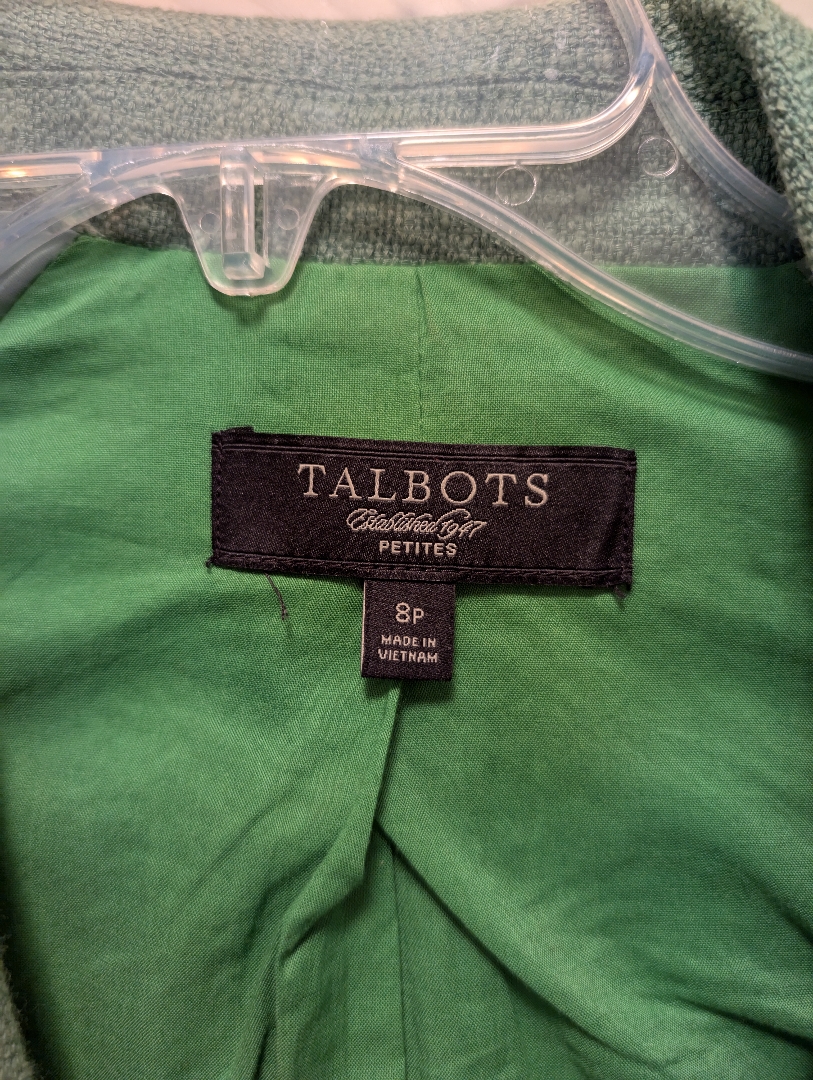 TALBOTS
Established 1947
PETITES
8P
MADE IN
VIETNAM